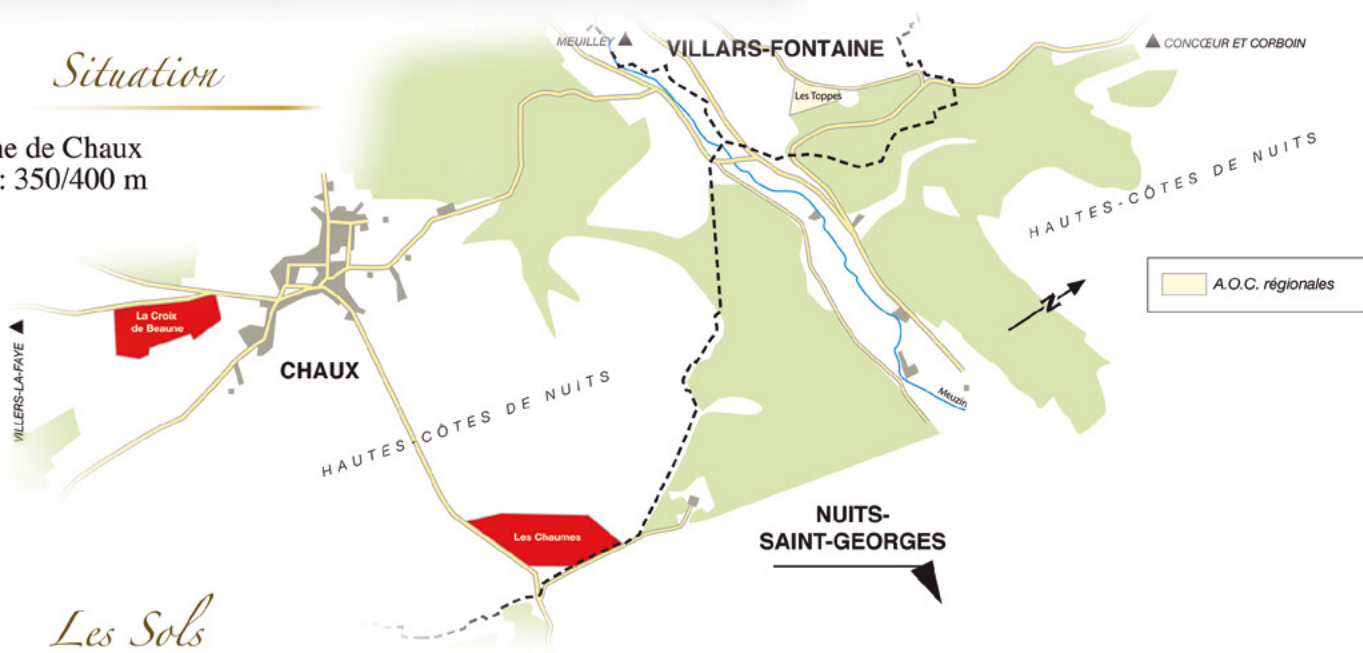 Situation
ne de Chaux
: 350/400 m
MEUILLEY
VILLARS-FONTAINE
CONCŒUR ET CORBOIN
Les Toppes
HAUTES-CÔTES DE NUITS
A.O.C. régionales
N
La Croix
de Beaune
VILLERS-LA-FAYE
CHAUX
HAUTES-CÔTES DE NUITS
Meuzin
Les Chaumes
NUITS-
SAINT-GEORGES
Les Sols